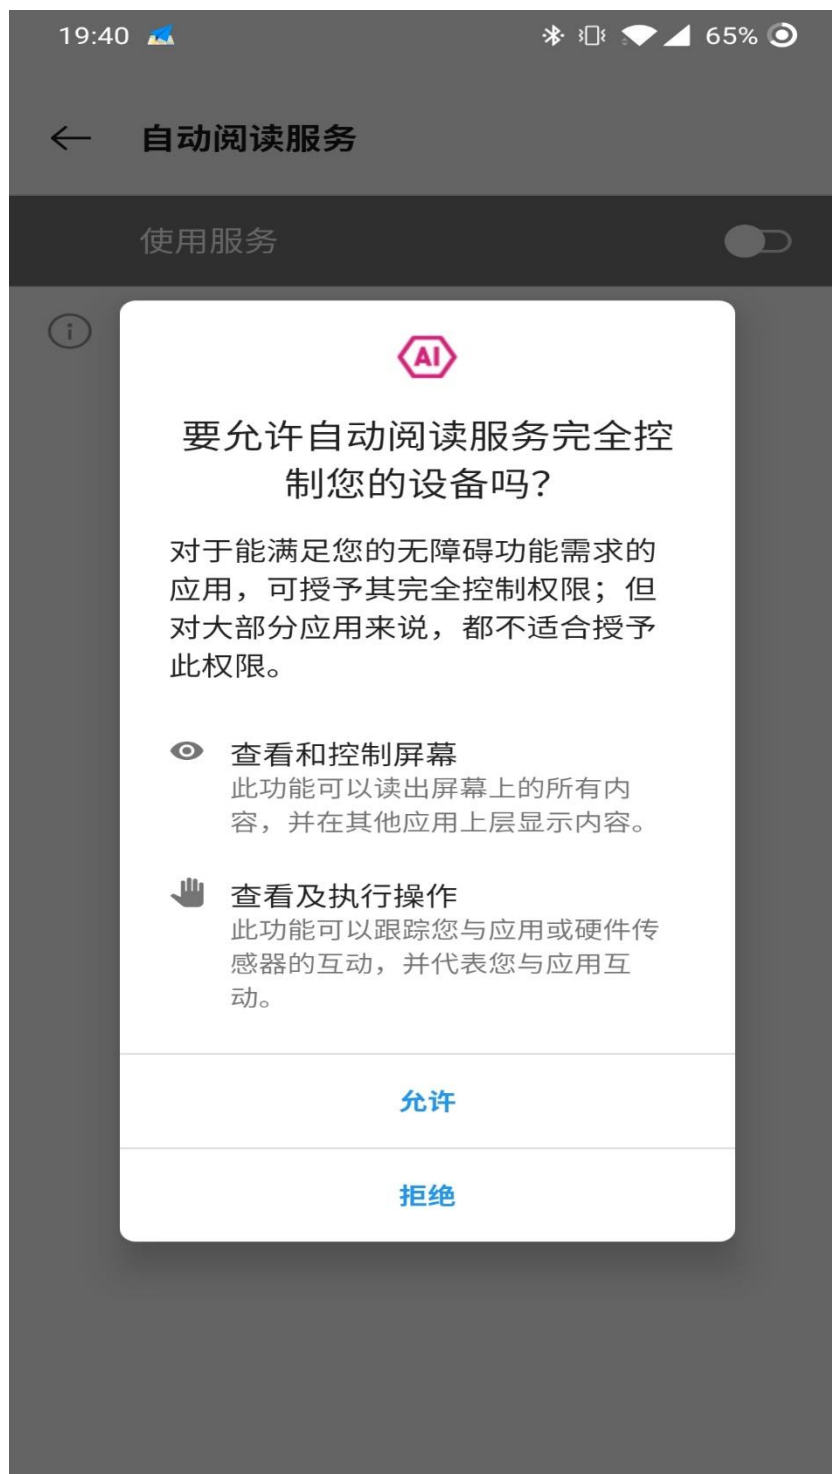 19:40
65%
自动阅读服务
使用服务
AI
要允许自动阅读服务完全控
制您的设备吗?
对于能满足您的无障碍功能需求的
应用，可授予其完全控制权限；但
对大部分应用来说，都不适合授予
此权限。
查看和控制屏幕
此功能可以读出屏幕上的所有内
容，并在其他应用上层显示内容。
查看及执行操作
此功能可以跟踪您与应用或硬件传
感器的互动，并代表您与应用互
动。
允许
拒绝